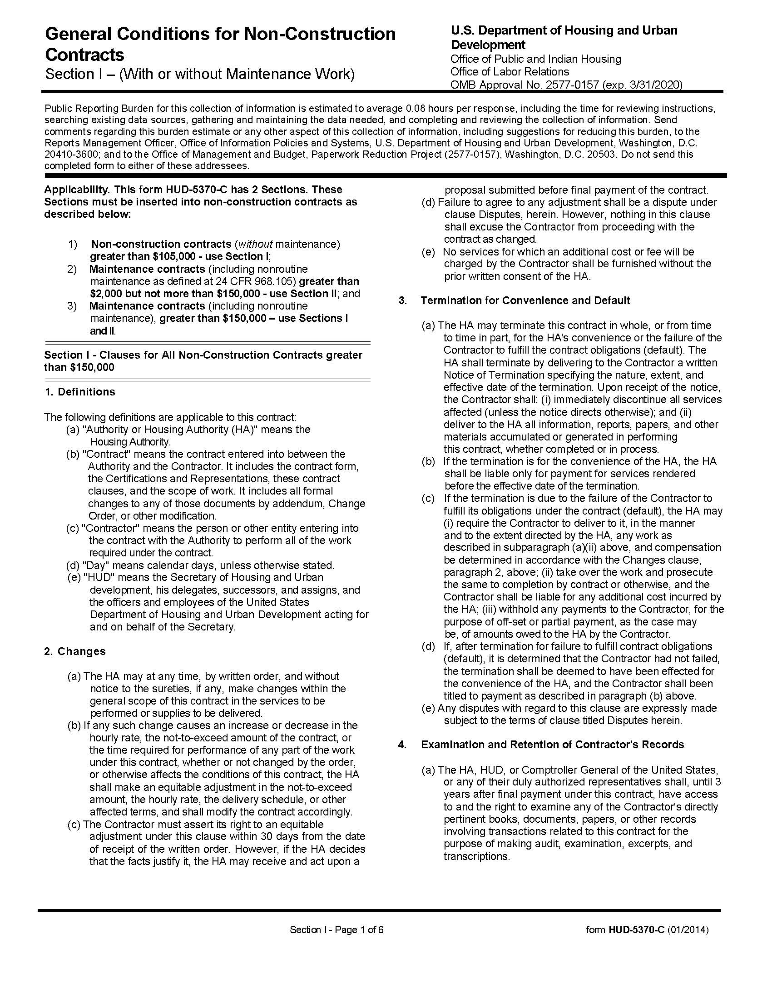 General Conditions for Non-Construction
Contracts
Section I – (With or without Maintenance Work)
U.S. Department of Housing and Urban
Development
Office of Public and Indian Housing
Office of Labor Relations
OMB Approval No. 2577-0157 (exp. 3/31/2020)
Public Reporting Burden for this collection of information is estimated to average 0.08 hours per response, including the time for reviewing instructions,
searching existing data sources, gathering and maintaining the data needed, and completing and reviewing the collection of information. Send
comments regarding this burden estimate or any other aspect of this collection of information, including suggestions for reducing this burden, to the
Reports Management Officer, Office of Information Policies and Systems, U.S. Department of Housing and Urban Development, Washington, D.C.
20410-3600; and to the Office of Management and Budget, Paperwork Reduction Project (2577-0157), Washington, D.C. 20503. Do not send this
completed form to either of these addressees.
Applicability. This form HUD-5370-C has 2 Sections. These
Sections must be inserted into non-construction contracts as
described below:
1) Non-construction contracts (without maintenance)
greater than $105,000 - use Section I;
2) Maintenance contracts (including nonroutine
maintenance as defined at 24 CFR 968.105) greater than
$2,000 but not more than $150,000 - use Section II; and
3) Maintenance contracts (including nonroutine
maintenance), greater than $150,000 – use Sections I
and II.
Section I - Clauses for All Non-Construction Contracts greater
than $150,000
1. Definitions
The following definitions are applicable to this contract:
(a) "Authority or Housing Authority (HA)" means the
Housing Authority.
(b) "Contract" means the contract entered into between the
Authority and the Contractor. It includes the contract form,
the Certifications and Representations, these contract
clauses, and the scope of work. It includes all formal
changes to any of those documents by addendum, Change
Order, or other modification.
(c) "Contractor" means the person or other entity entering into
the contract with the Authority to perform all of the work
required under the contract.
(d) "Day" means calendar days, unless otherwise stated.
(e) "HUD" means the Secretary of Housing and Urban
development, his delegates, successors, and assigns, and
the officers and employees of the United States
Department of Housing and Urban Development acting for
and on behalf of the Secretary.
2. Changes
(a) The HA may at any time, by written order, and without
notice to the sureties, if any, make changes within the
general scope of this contract in the services to be
performed or supplies to be delivered.
(b) If any such change causes an increase or decrease in the
hourly rate, the not-to-exceed amount of the contract, or
the time required for performance of any part of the work
under this contract, whether or not changed by the order,
or otherwise affects the conditions of this contract, the HA
shall make an equitable adjustment in the not-to-exceed
amount, the hourly rate, the delivery schedule, or other
affected terms, and shall modify the contract accordingly.
(c) The Contractor must assert its right to an equitable
adjustment under this clause within 30 days from the date
of receipt of the written order. However, if the HA decides
that the facts justify it, the HA may receive and act upon a
proposal submitted before final payment of the contract.
(d) Failure to agree to any adjustment shall be a dispute under
clause Disputes, herein. However, nothing in this clause
shall excuse the Contractor from proceeding with the
contract as changed.
(e) No services for which an additional cost or fee will be
charged by the Contractor shall be furnished without the
prior written consent of the HA.
3. Termination for Convenience and Default
(a) The HA may terminate this contract in whole, or from time
to time in part, for the HA's convenience or the failure of the
Contractor to fulfill the contract obligations (default). The
HA shall terminate by delivering to the Contractor a written
Notice of Termination specifying the nature, extent, and
effective date of the termination. Upon receipt of the notice,
the Contractor shall: (i) immediately discontinue all services
affected (unless the notice directs otherwise); and (ii)
deliver to the HA all information, reports, papers, and other
materials accumulated or generated in performing
this contract, whether completed or in process.
(b) If the termination is for the convenience of the HA, the HA
shall be liable only for payment for services rendered
before the effective date of the termination.
(c) If the termination is due to the failure of the Contractor to
fulfill its obligations under the contract (default), the HA may
(i) require the Contractor to deliver to it, in the manner
and to the extent directed by the HA, any work as
described in subparagraph (a)(ii) above, and compensation
be determined in accordance with the Changes clause,
paragraph 2, above; (ii) take over the work and prosecute
the same to completion by contract or otherwise, and the
Contractor shall be liable for any additional cost incurred by
the HA; (iii) withhold any payments to the Contractor, for the
purpose of off-set or partial payment, as the case may
be, of amounts owed to the HA by the Contractor.
(d) If, after termination for failure to fulfill contract obligations
(default), it is determined that the Contractor had not failed,
the termination shall be deemed to have been effected for
the convenience of the HA, and the Contractor shall been
titled to payment as described in paragraph (b) above.
(e) Any disputes with regard to this clause are expressly made
subject to the terms of clause titled Disputes herein.
4. Examination and Retention of Contractor's Records
(a) The HA, HUD, or Comptroller General of the United States,
or any of their duly authorized representatives shall, until 3
years after final payment under this contract, have access
to and the right to examine any of the Contractor's directly
pertinent books, documents, papers, or other records
involving transactions related to this contract for the
purpose of making audit, examination, excerpts, and
transcriptions.
Section I - Page 1 of 6
form HUD-5370-C (01/2014)